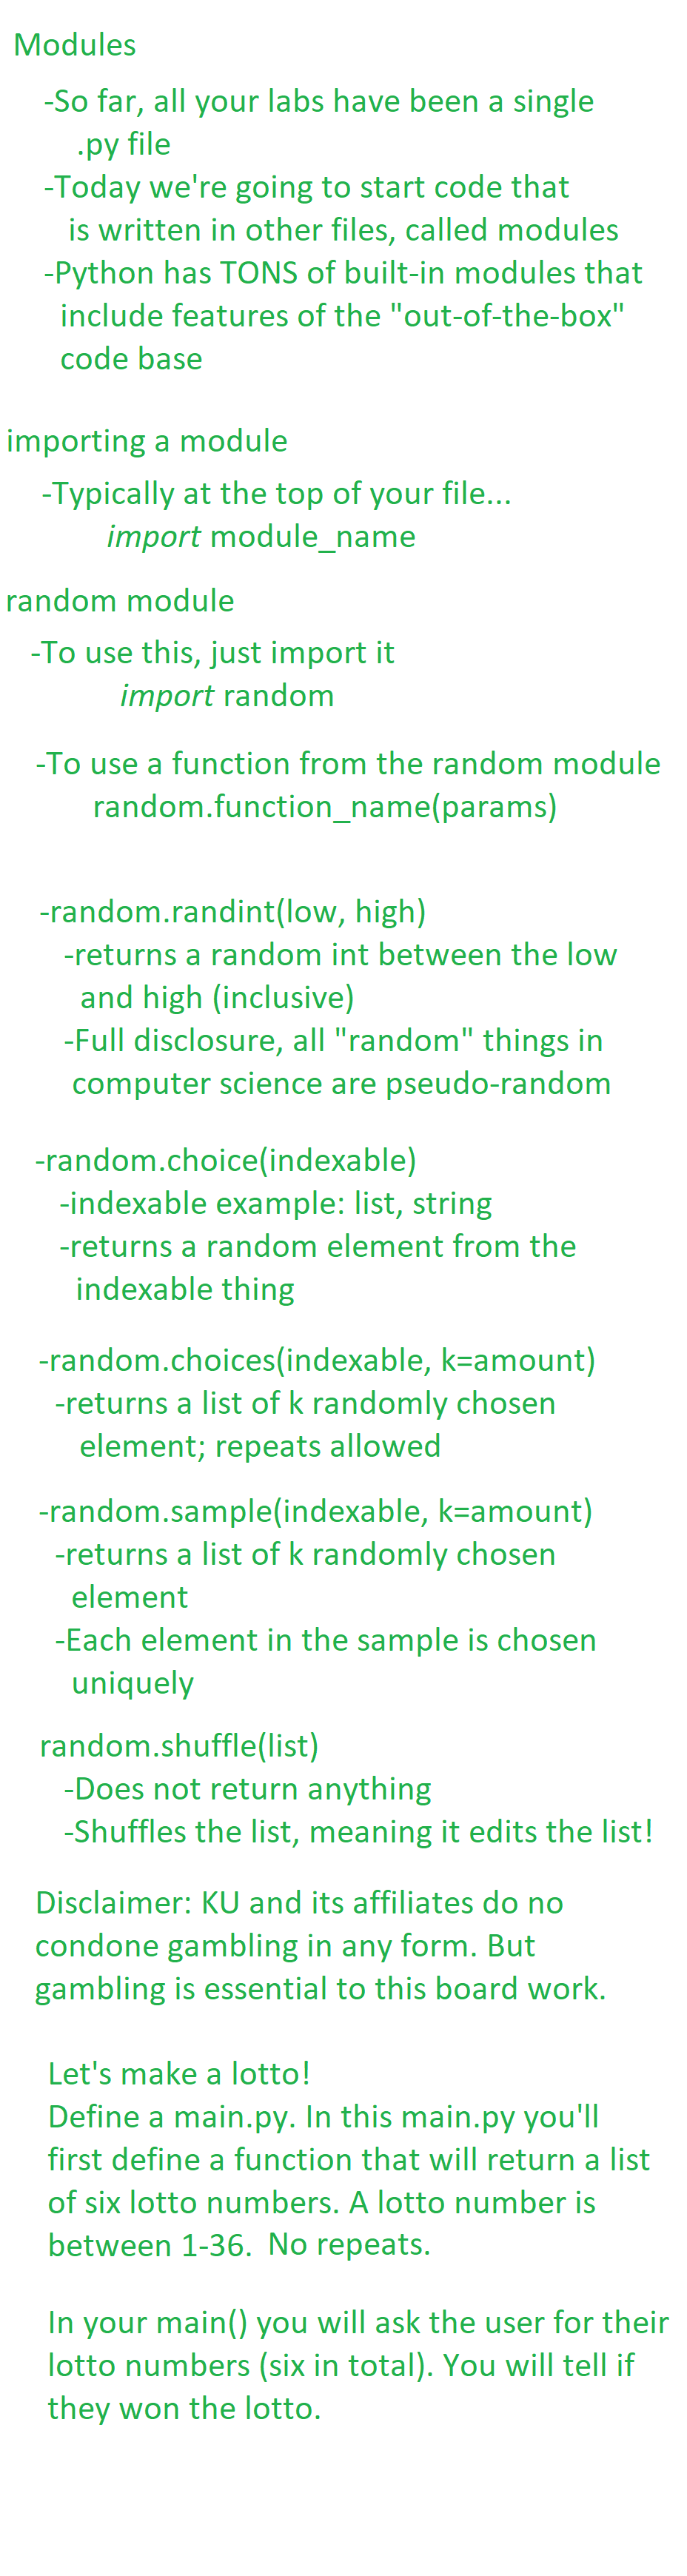 Modules
-So far, all your labs have been a single
.py file
-Today we're going to start code that
is written in other files, called modules
-Python has TONS of built-in modules that
include features of the "out-of-the-box"
code base
importing a module
-Typically at the top of your file...
import module_name
random module
-To use this, just import it
import random
-To use a function from the random module
random.function_name(params)
-random.randint(low, high)
-returns a random int between the low
and high (inclusive)
-Full disclosure, all "random" things in
computer science are pseudo-random
-random.choice(indexable)
-indexable example: list, string
-returns a random element from the
indexable thing
-random.choices(indexable, k=amount)
-returns a list of k randomly chosen
element; repeats allowed
-random.sample(indexable, k=amount)
-returns a list of k randomly chosen
element
-Each element in the sample is chosen
uniquely
random.shuffle(list)
-Does not return anything
-Shuffles the list, meaning it edits the list!
Disclaimer: KU and its affiliates do no
condone gambling in any form. But
gambling is essential to this board work.
Let's make a lotto!
Define a main.py. In this main.py you'll
first define a function that will return a list
of six lotto numbers. A lotto number is
between 1-36. No repeats.
In your main() you will ask the user for their
lotto numbers (six in total). You will tell if
they won the lotto.